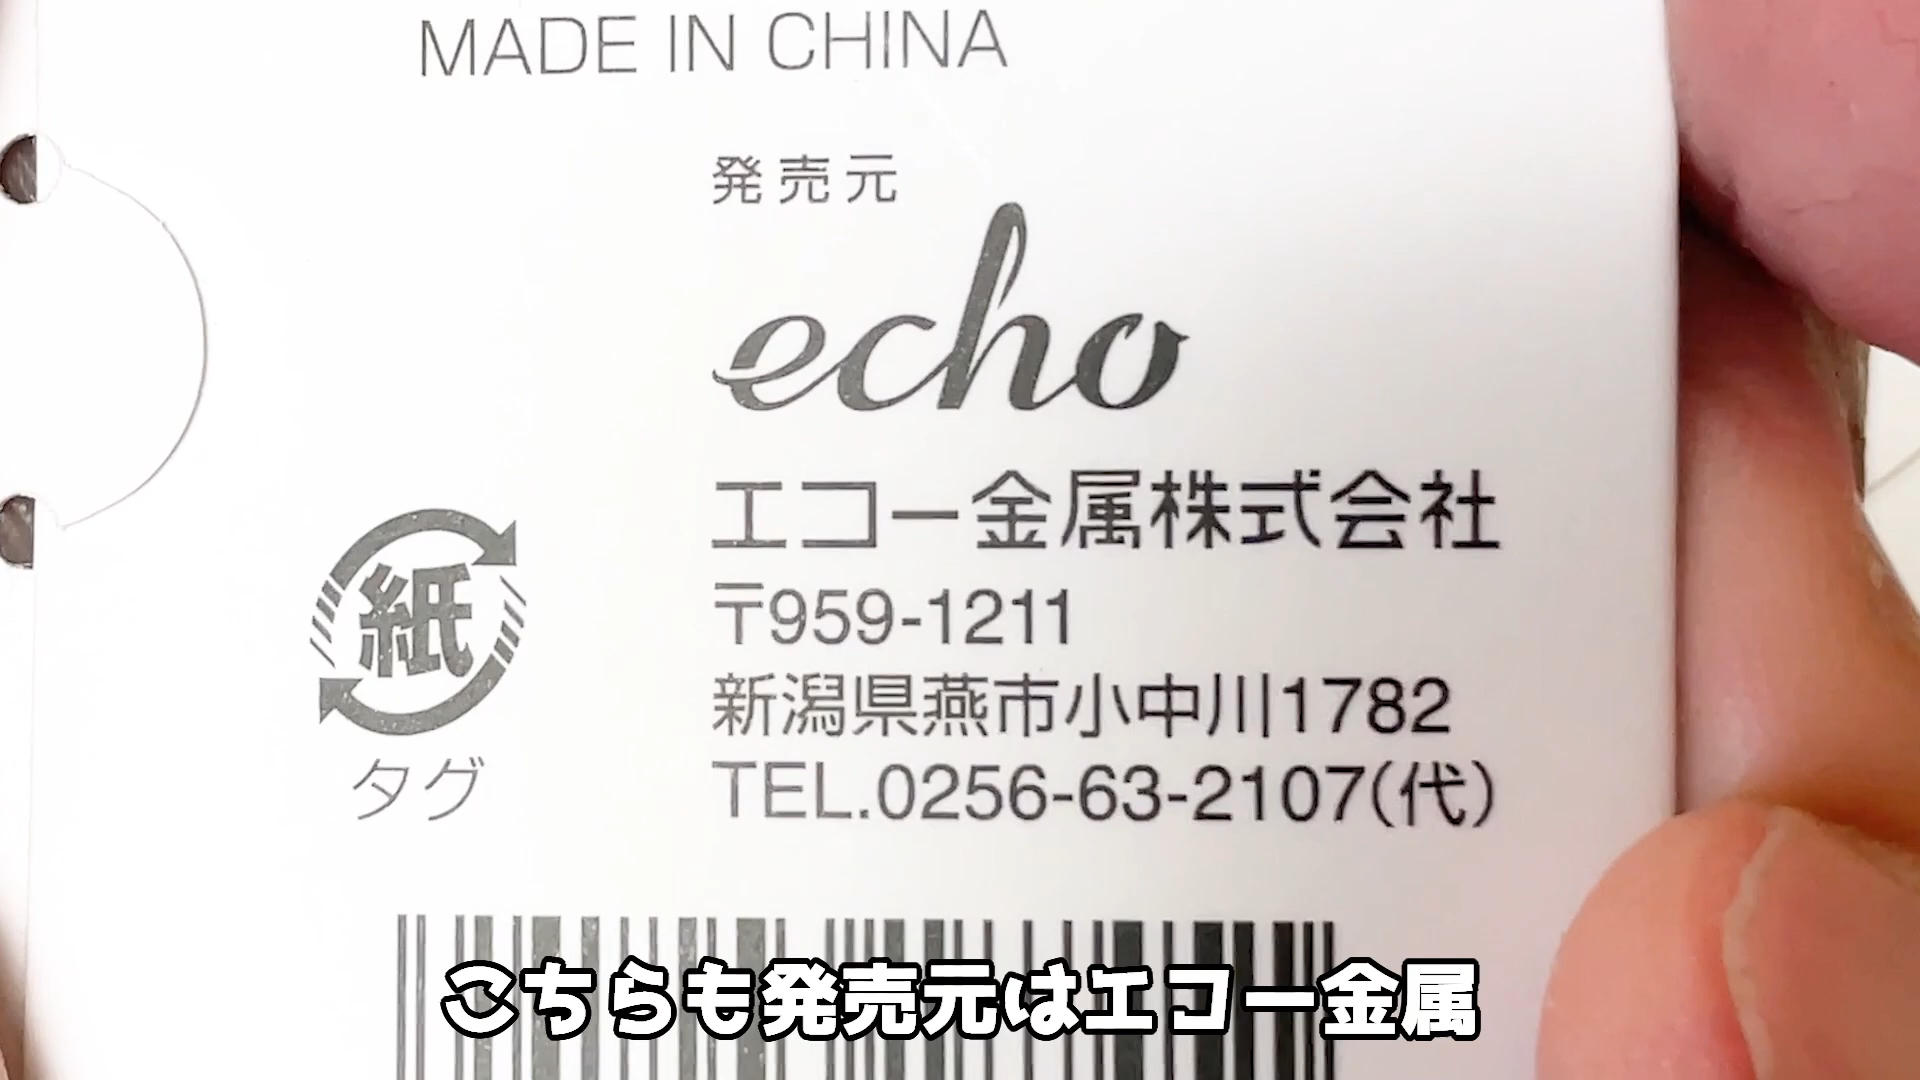 MADE IN CHINA
発売元
echo
エコー金属株式会社
〒959-1211
新潟県燕市小中川1782
TEL.0256-63-2107(代)
紙
タグ
こちらも発売元はエコー金属